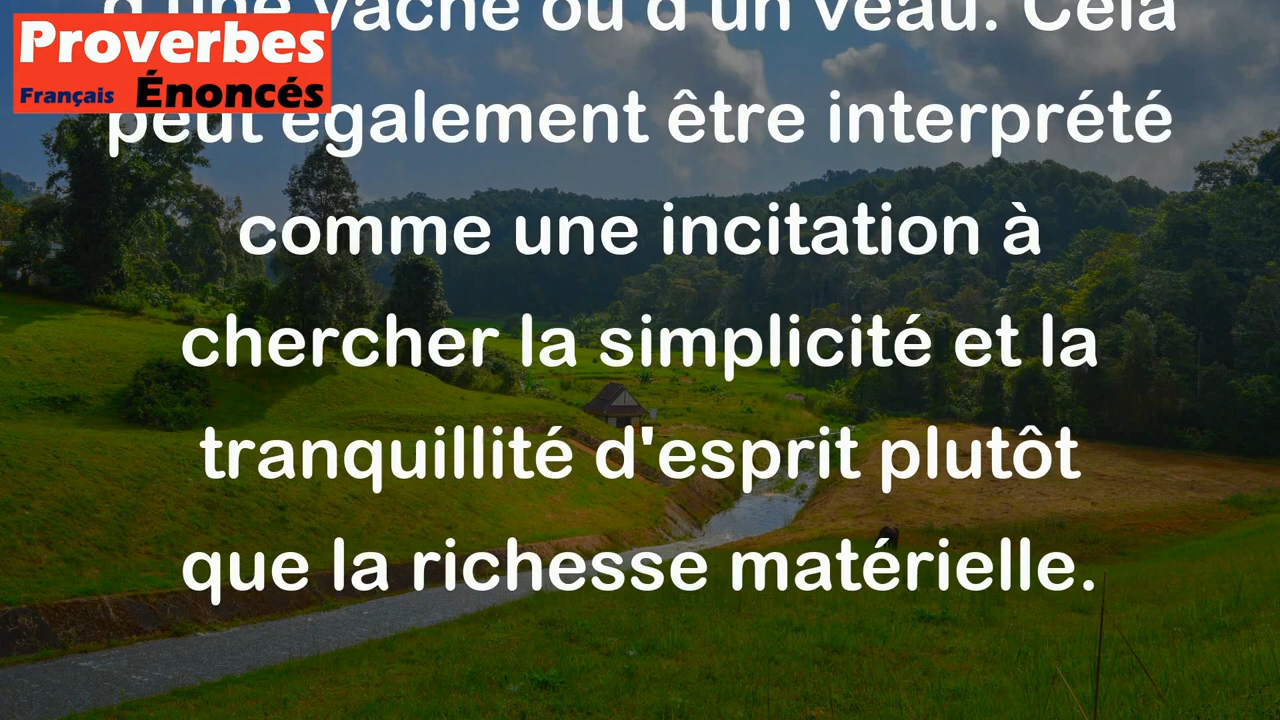 Proverbes
Français Énoncés
d'une vache ou d'un veau. Cela
peut également être interprété
comme une incitation à
chercher la simplicité et la
tranquillité d'esprit plutôt
que la richesse matérielle.